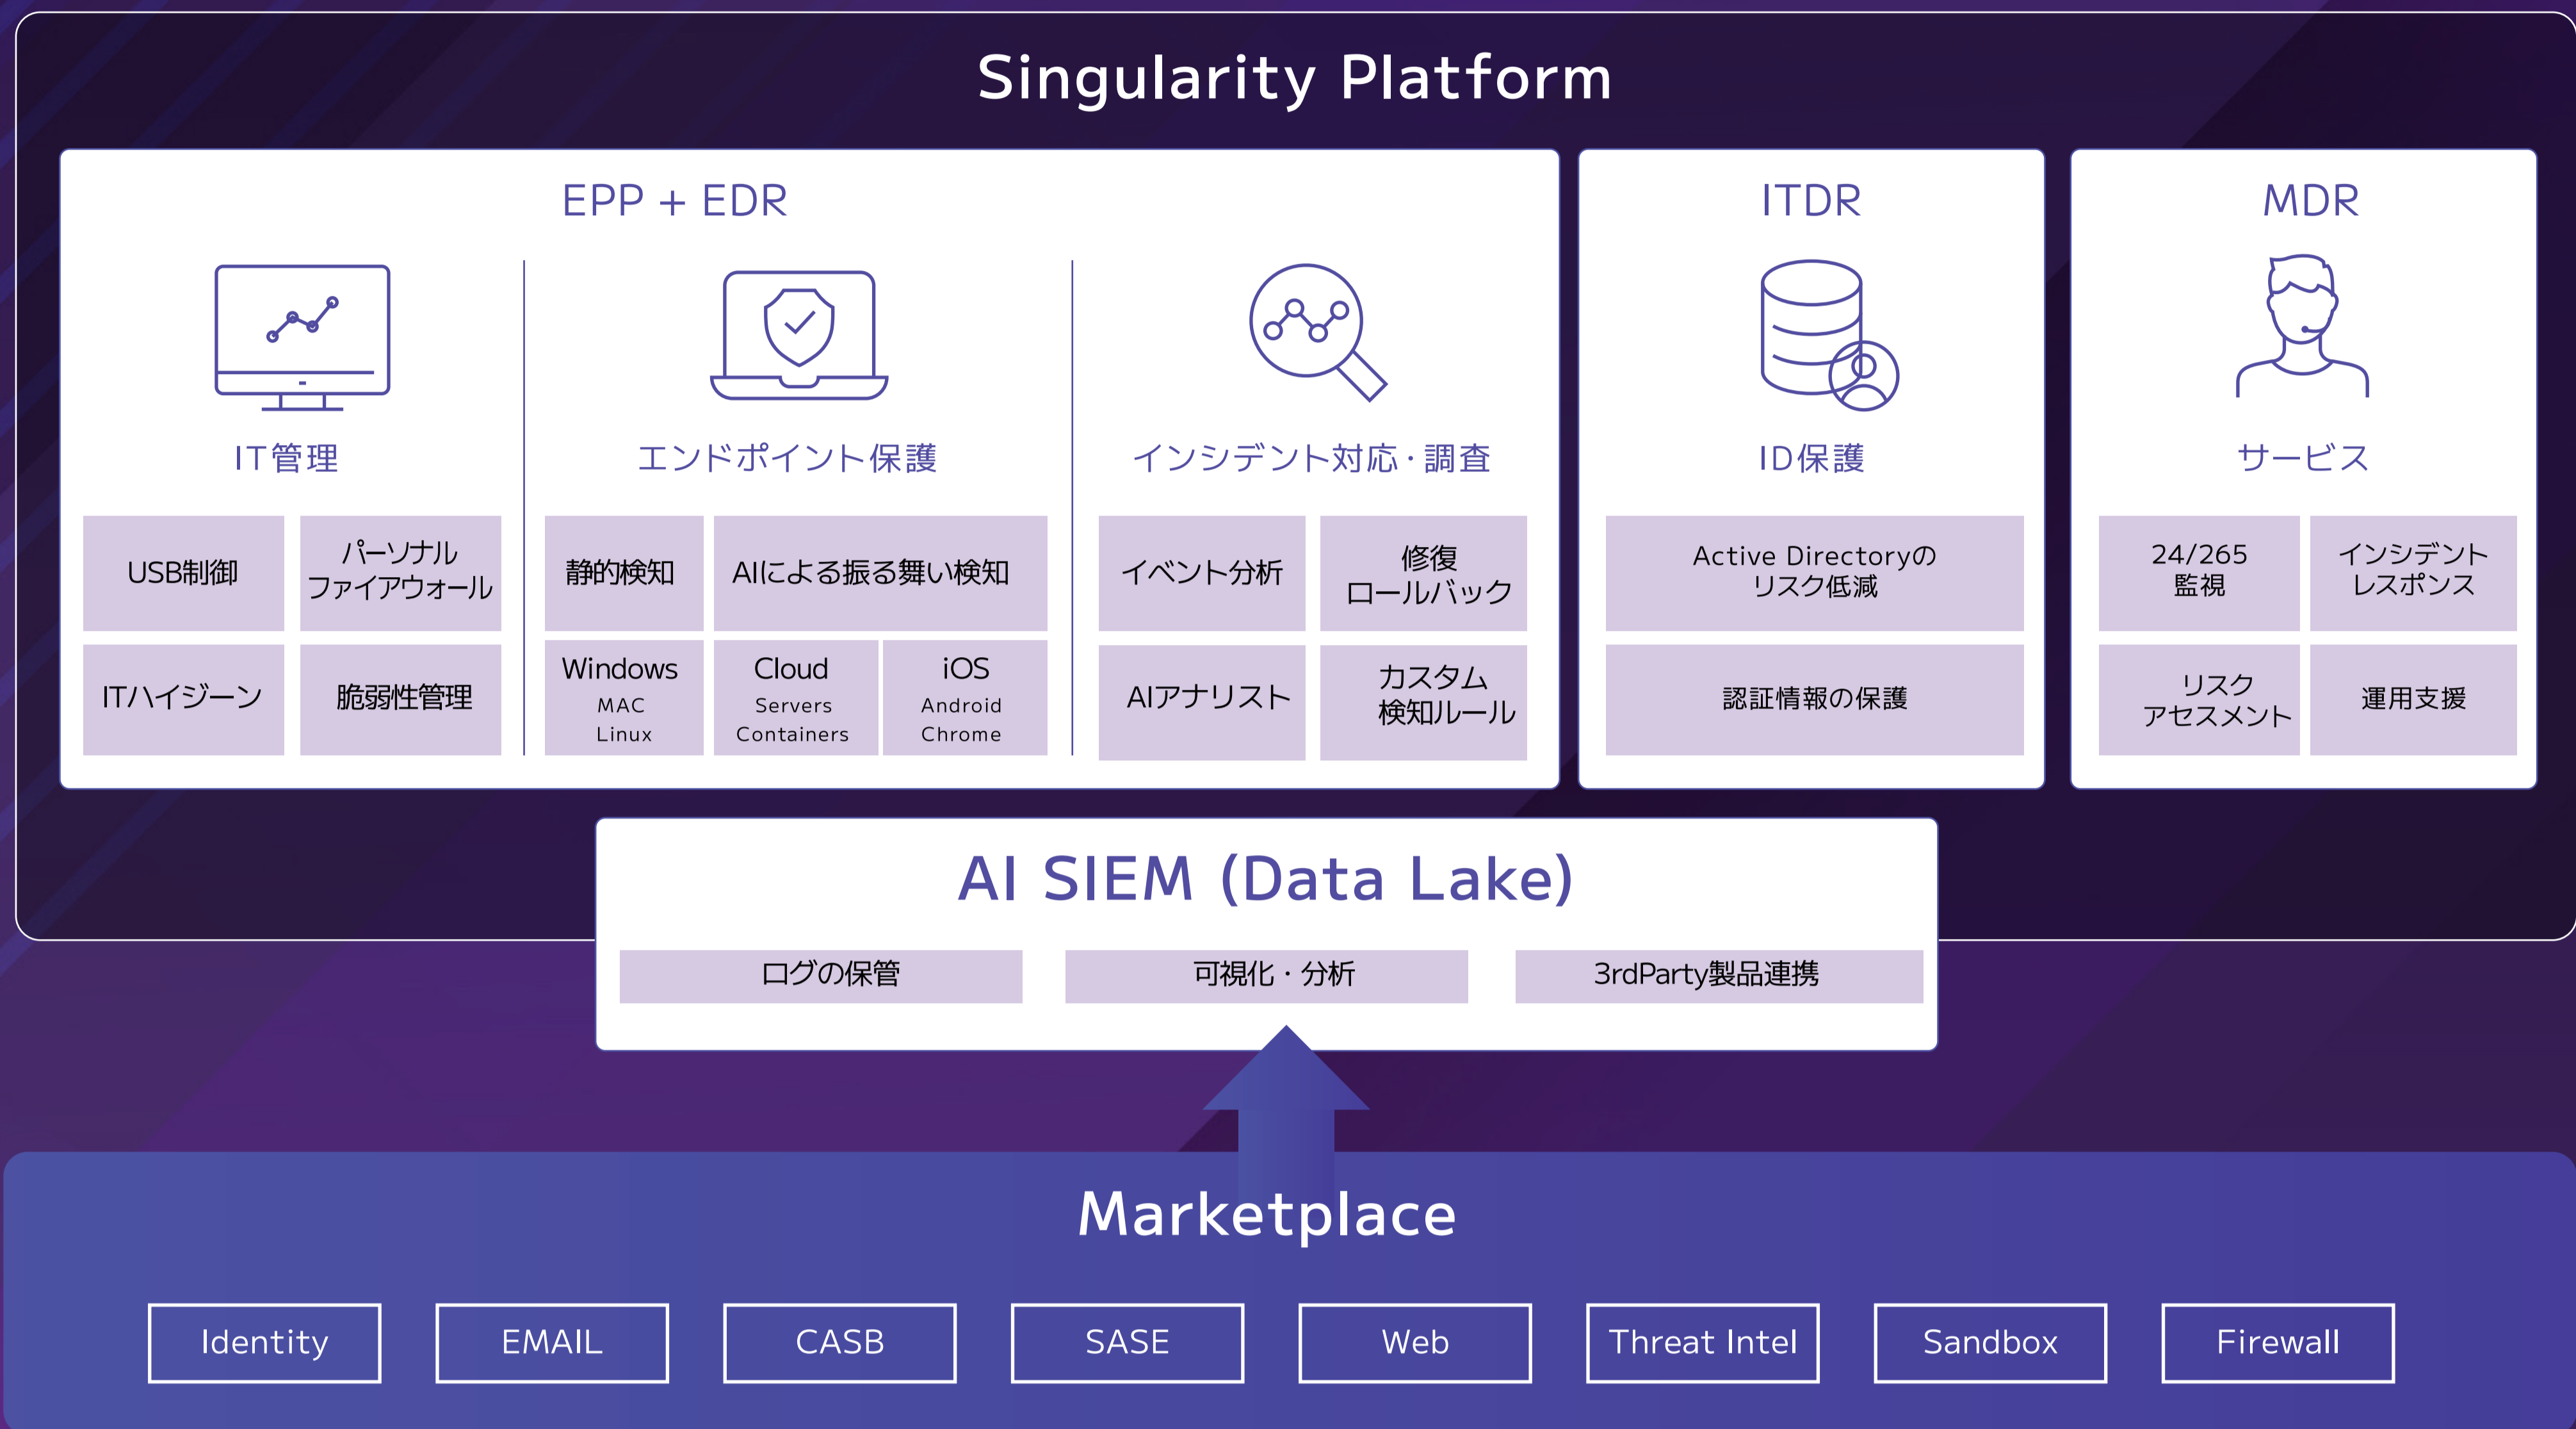 Singularity Platform
EPP + EDR
IT管理
USB制御
パーソナル
ファイアウォール
ITハイジーン
脆弱性管理
エンドポイント保護
静的検知
AIによる振る舞い検知
Windows
MAC
Linux
Cloud
Servers
Containers
iOS
Android
Chrome
インシデント対応・調査
イベント分析
修復
ロールバック
AIアナリスト
カスタム
検知ルール
ITDR
ID保護
Active Directoryの
リスク低減
認証情報の保護
MDR
サービス
24/265
監視
インシデント
レスポンス
リスク
アセスメント
運用支援
AI SIEM (Data Lake)
ログの保管
可視化・分析
3rdParty製品連携
Marketplace
Identity
EMAIL
CASB
SASE
Web
Threat Intel
Sandbox
Firewall